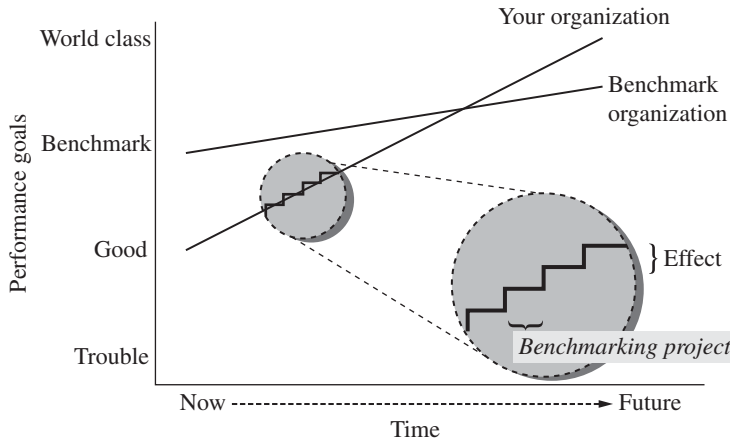 Your organization
World class
Benchmark
organization
Benchmark
Performance goals
Good
Effect
Benchmarking project
Trouble
Now
Future
Time